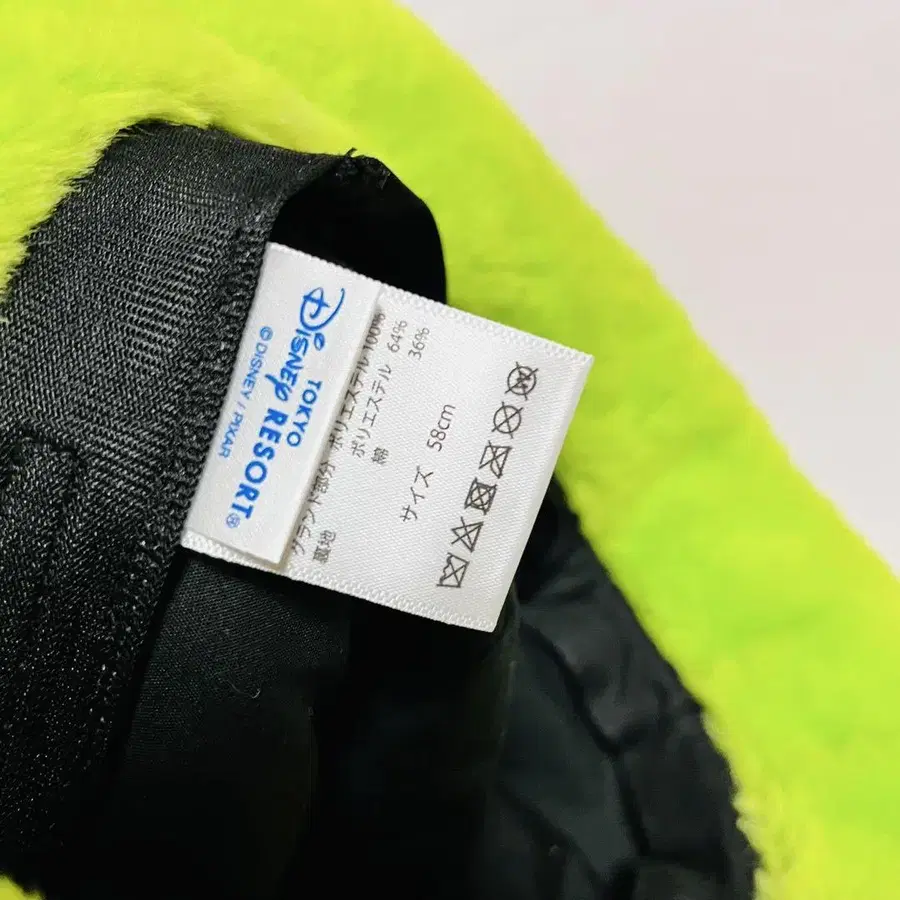 TOKYO
DISNEY RESORT®
© DISNEY / PIXAR
グランド部分 ポリエステル 100%
裏地 ポリエステル 64%
綿 36%
サイズ 58cm